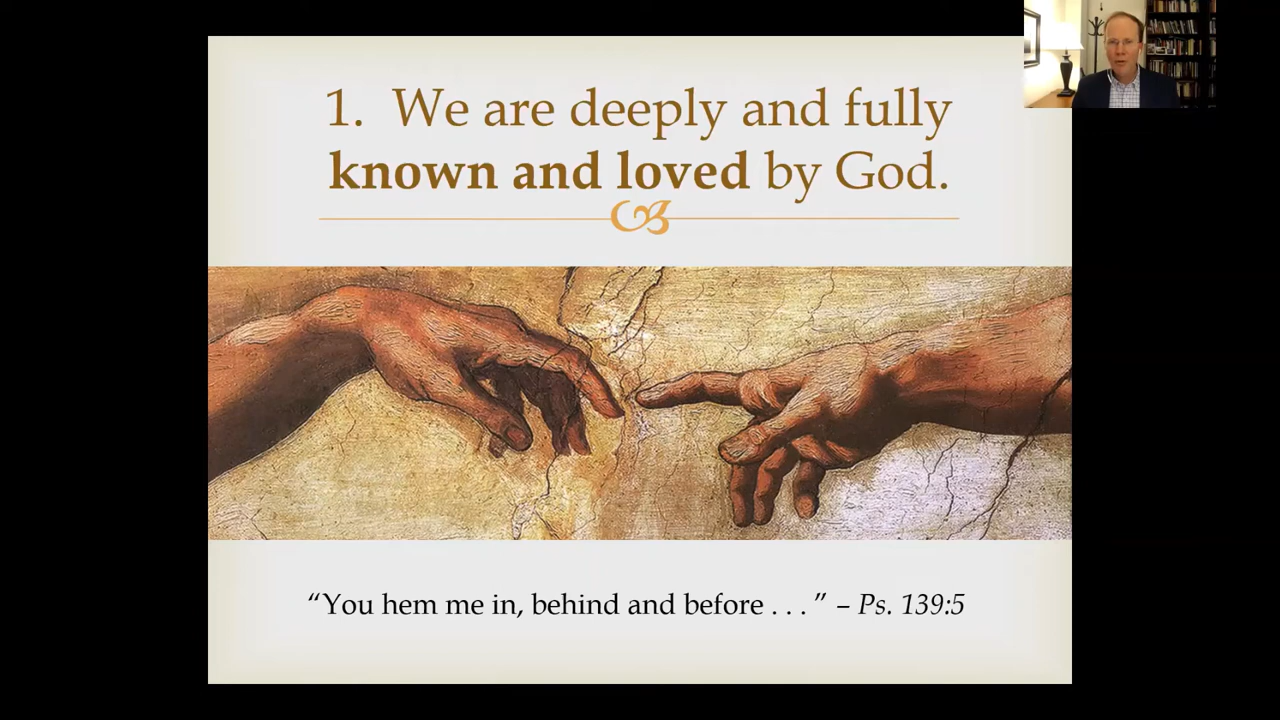 1. We are deeply and fully
known and loved by God.
“You hem me in, behind and before . . . ” – Ps. 139:5